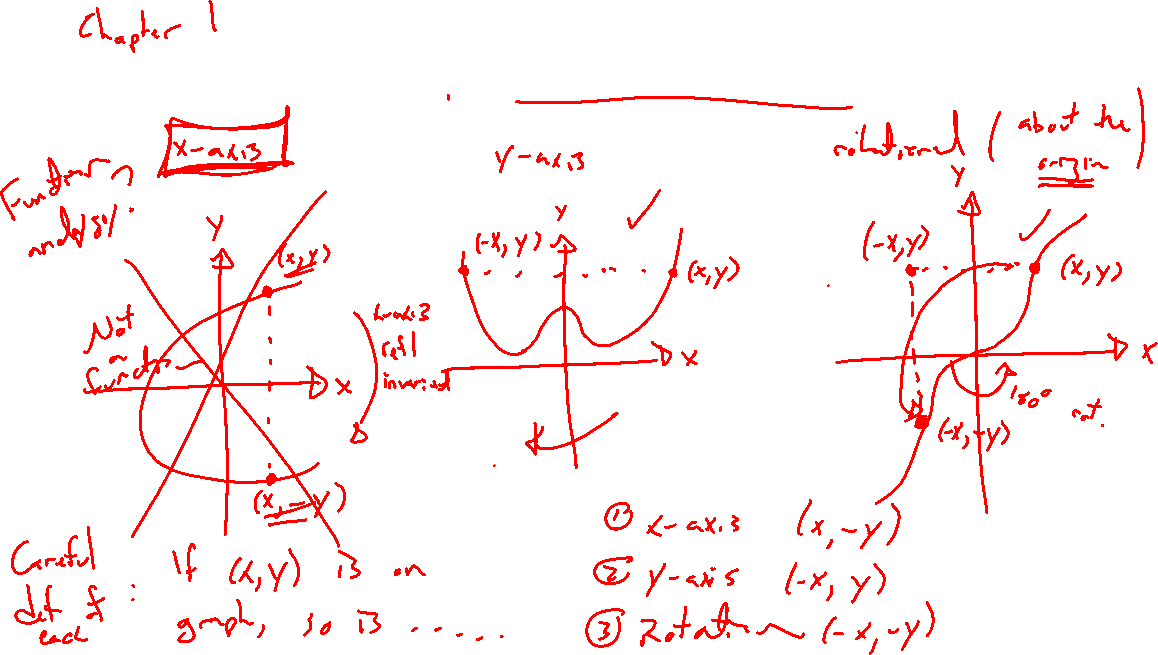 Chapter 1
x-axis
Function analysis:
y
(x, y)
Not a function
x
(x, -y)
x-axis refl invariant
y-axis
y
(-x, y)
(x, y)
x
rotational (about the origin)
y
(-x, y)
(x, y)
x
180° rot.
(-x, -y)
Careful def of each : If (x, y) is on
graph, so is .....
① x-axis (x, -y)
② y-axis (-x, y)
③ Rotation (-x, -y)